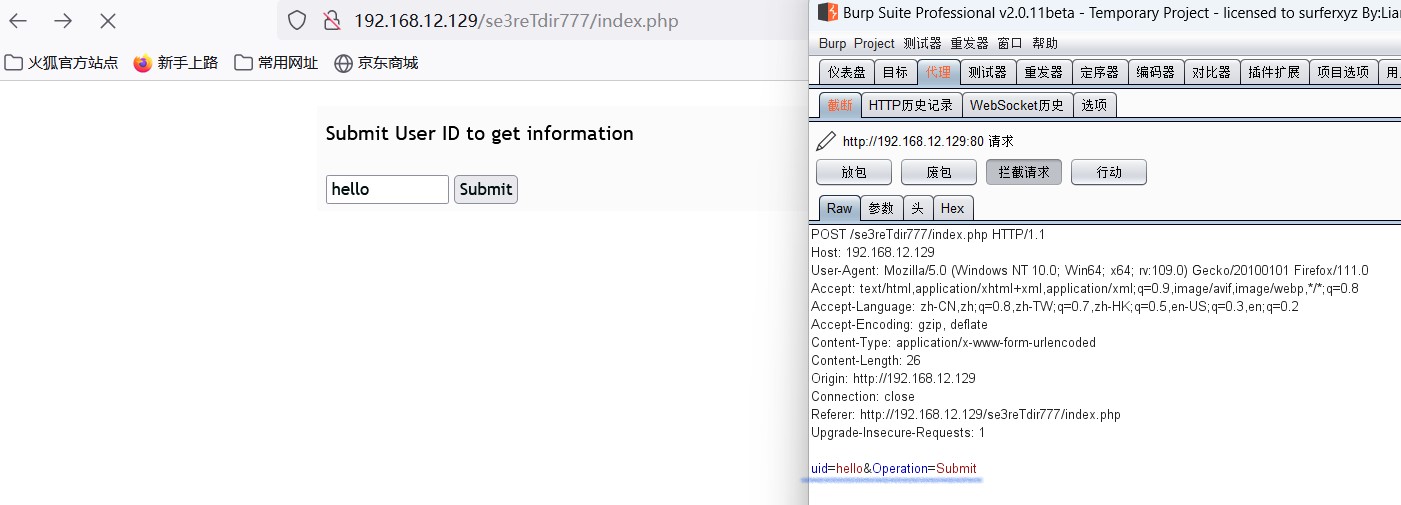 192.168.12.129/se3reTdir777/index.php
火狐官方站点 新手上路 常用网址 京东商城
Submit User ID to get information
hello Submit
Burp Suite Professional v2.0.11beta - Temporary Project - licensed to surferxyz By:Lian
Burp Project 测试器 重发器 窗口 帮助
仪表盘 目标 代理 测试器 重发器 定序器 编码器 对比器 插件扩展 项目选项 用
截断 HTTP历史记录 WebSocket历史 选项
http://192.168.12.129:80 请求
放包 废包 拦截请求 行动
Raw 参数 头 Hex
POST /se3reTdir777/index.php HTTP/1.1
Host: 192.168.12.129
User-Agent: Mozilla/5.0 (Windows NT 10.0; Win64; x64; rv:109.0) Gecko/20100101 Firefox/111.0
Accept: text/html,application/xhtml+xml,application/xml;q=0.9,image/avif,image/webp,*/*;q=0.8
Accept-Language: zh-CN,zh;q=0.8,zh-TW;q=0.7,zh-HK;q=0.5,en-US;q=0.3,en;q=0.2
Accept-Encoding: gzip, deflate
Content-Type: application/x-www-form-urlencoded
Content-Length: 26
Origin: http://192.168.12.129
Connection: close
Referer: http://192.168.12.129/se3reTdir777/index.php
Upgrade-Insecure-Requests: 1
uid=hello&Operation=Submit